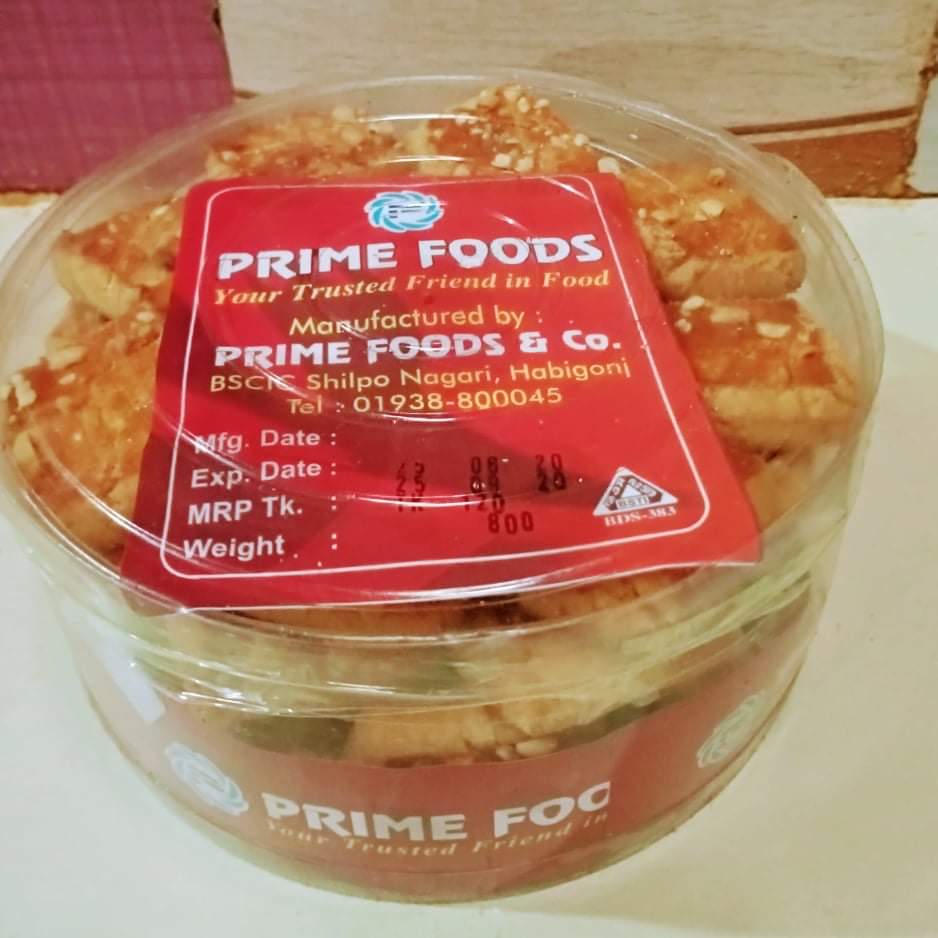 PRIME FOODS
Your Trusted Friend in Food
Manufactured by :
PRIME FOODS & Co.
BSCIC Shilpo Nagari, Habigonj
Tel : 01938-800045
Mfg. Date :
Exp. Date :
MRP Tk. : 120
Weight : 800
BSTI
BDS-383
PRIME FOO
Your Trusted Friend in